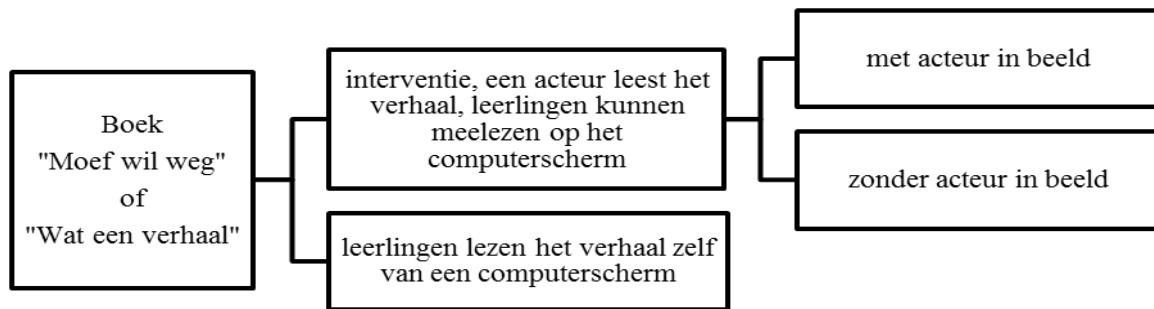 Boek
"Moef wil weg"
of
"Wat een verhaal"
interventie, een acteur leest het
verhaal, leerlingen kunnen
meelezen op het
computerscherm
leerlingen lezen het verhaal zelf
van een computerscherm
met acteur in beeld
zonder acteur in beeld